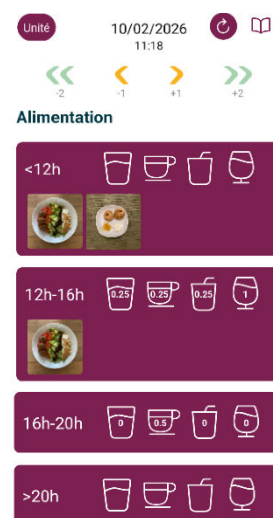 Unité
10/02/2026
11:18
-2 -1 +1 +2
Alimentation
<12h
12h-16h 0.25 0.25 0.25 1
16h-20h 0 0.5 0 0
>20h